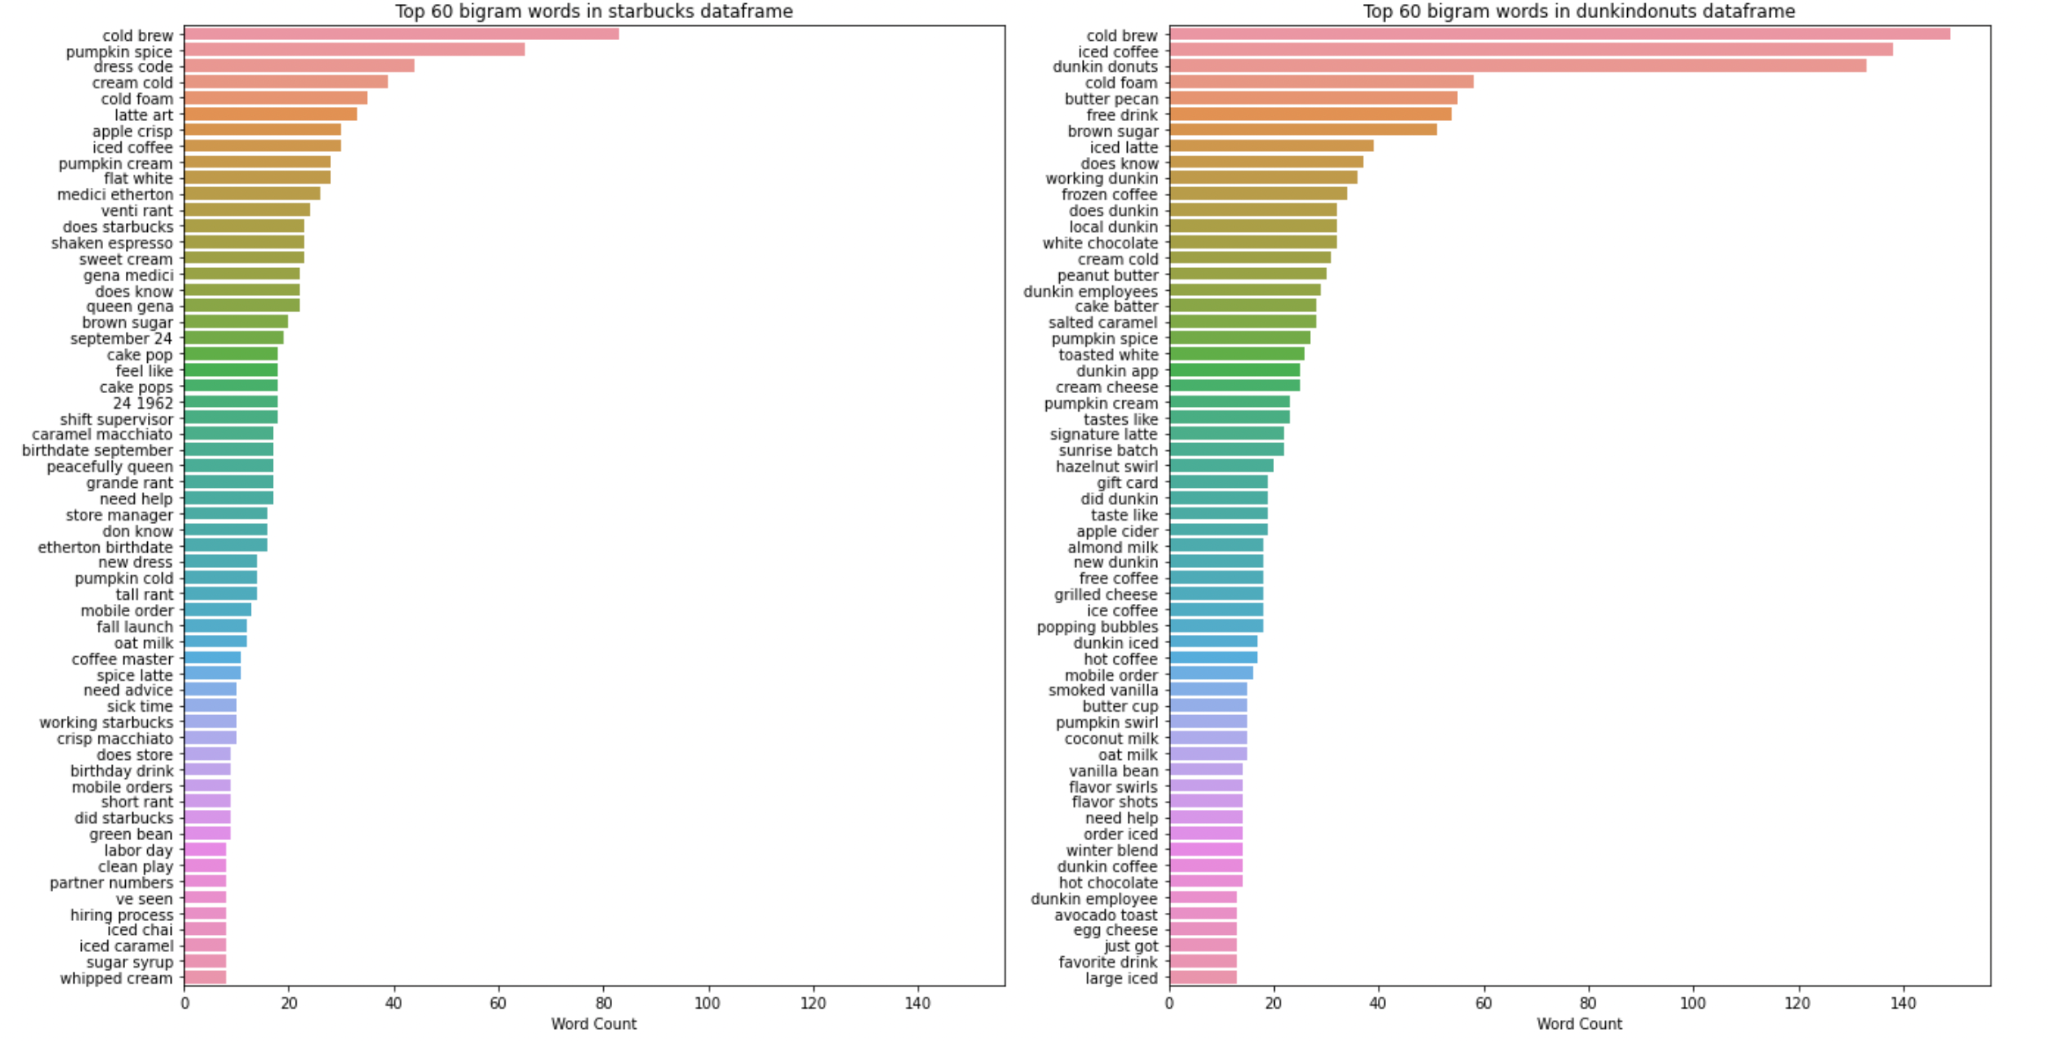 Top 60 bigram words in starbucks dataframe
cold brew
pumpkin spice
dress code
cream cold
cold foam
latte art
apple crisp
iced coffee
pumpkin cream
flat white
medici etherton
venti rant
does starbucks
shaken espresso
sweet cream
gena medici
does know
queen gena
brown sugar
september 24
cake pop
feel like
cake pops
24 1962
shift supervisor
caramel macchiato
birthdate september
peacefully queen
grande rant
need help
store manager
don know
etherton birthdate
new dress
pumpkin cold
tall rant
mobile order
fall launch
oat milk
coffee master
spice latte
need advice
sick time
working starbucks
crisp macchiato
does store
birthday drink
mobile orders
short rant
did starbucks
green bean
labor day
clean play
partner numbers
ve seen
hiring process
iced chai
iced caramel
sugar syrup
whipped cream
0 20 40 60 80 100 120 140
Word Count
Top 60 bigram words in dunkindonuts dataframe
cold brew
iced coffee
dunkin donuts
cold foam
butter pecan
free drink
brown sugar
iced latte
does know
working dunkin
frozen coffee
does dunkin
local dunkin
white chocolate
cream cold
peanut butter
dunkin employees
cake batter
salted caramel
pumpkin spice
toasted white
dunkin app
cream cheese
pumpkin cream
tastes like
signature latte
sunrise batch
hazelnut swirl
gift card
did dunkin
taste like
apple cider
almond milk
new dunkin
free coffee
grilled cheese
ice coffee
popping bubbles
dunkin iced
hot coffee
mobile order
smoked vanilla
butter cup
pumpkin swirl
coconut milk
oat milk
vanilla bean
flavor swirls
flavor shots
need help
order iced
winter blend
dunkin coffee
hot chocolate
dunkin employee
avocado toast
egg cheese
just got
favorite drink
large iced
0 20 40 60 80 100 120 140
Word Count